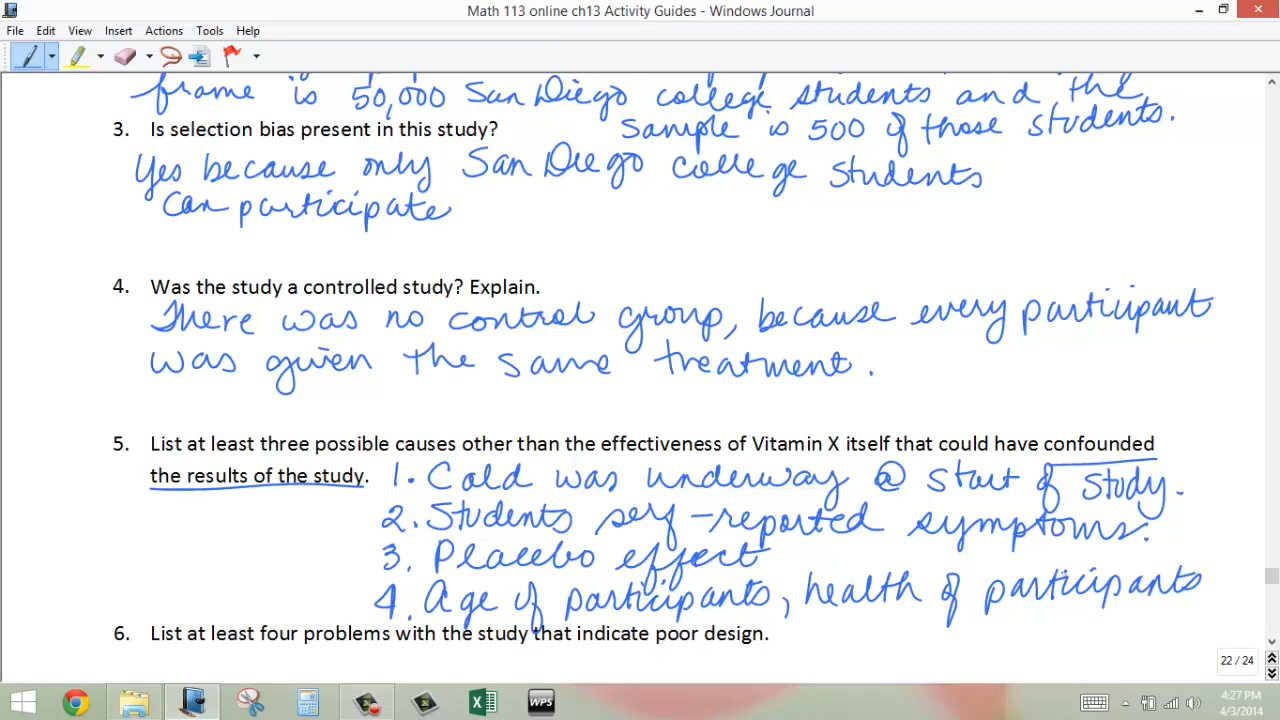 Math 113 online ch13 Activity Guides - Windows Journal
File Edit View Insert Actions Tools Help
frame is 50,000 San Diego college students and the
3. Is selection bias present in this study? sample is 500 of those students.
Yes because only San Diego college students
can participate
4. Was the study a controlled study? Explain.
There was no control group, because every participant
was given the same treatment.
5. List at least three possible causes other than the effectiveness of Vitamin X itself that could have confounded
the results of the study. 1. Cold was underway @ start of study.
2. Students self-reported symptoms.
3. Placebo effect
4. Age of participants, health of participants
6. List at least four problems with the study that indicate poor design.
22 / 24
WPS
4:27 PM
4/3/2014